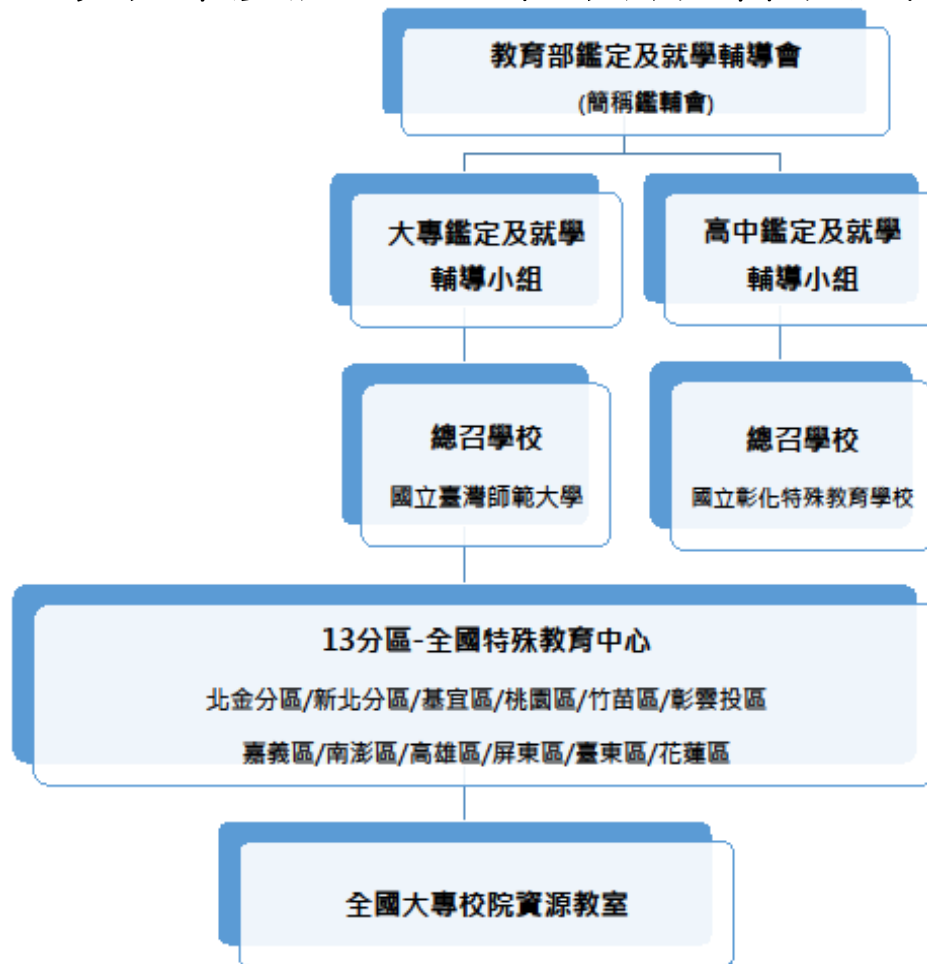 教育部鑑定及就學輔導會
(簡稱鑑輔會)
大專鑑定及就學
輔導小組
高中鑑定及就學
輔導小組
總召學校
國立臺灣師範大學
總召學校
國立彰化特殊教育學校
13分區-全國特殊教育中心
北金分區/新北分區/基宜區/桃園區/竹苗區/彰雲投區
嘉義區/南澎區/高雄區/屏東區/臺東區/花蓮區
全國大專校院資源教室